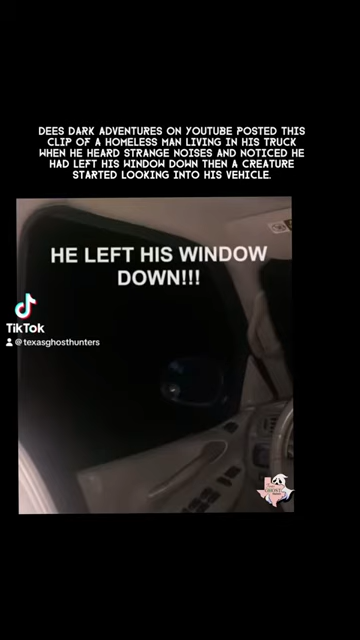 DEES DARK ADVENTURES ON YOUTUBE POSTED THIS
CLIP OF A HOMELESS MAN LIVING IN HIS TRUCK
WHEN HE HEARD STRANGE NOISES AND NOTICED HE
HAD LEFT HIS WINDOW DOWN THEN A CREATURE
STARTED LOOKING INTO HIS VEHICLE.
HE LEFT HIS WINDOW
DOWN!!!
TikTok
@texasghosthunters